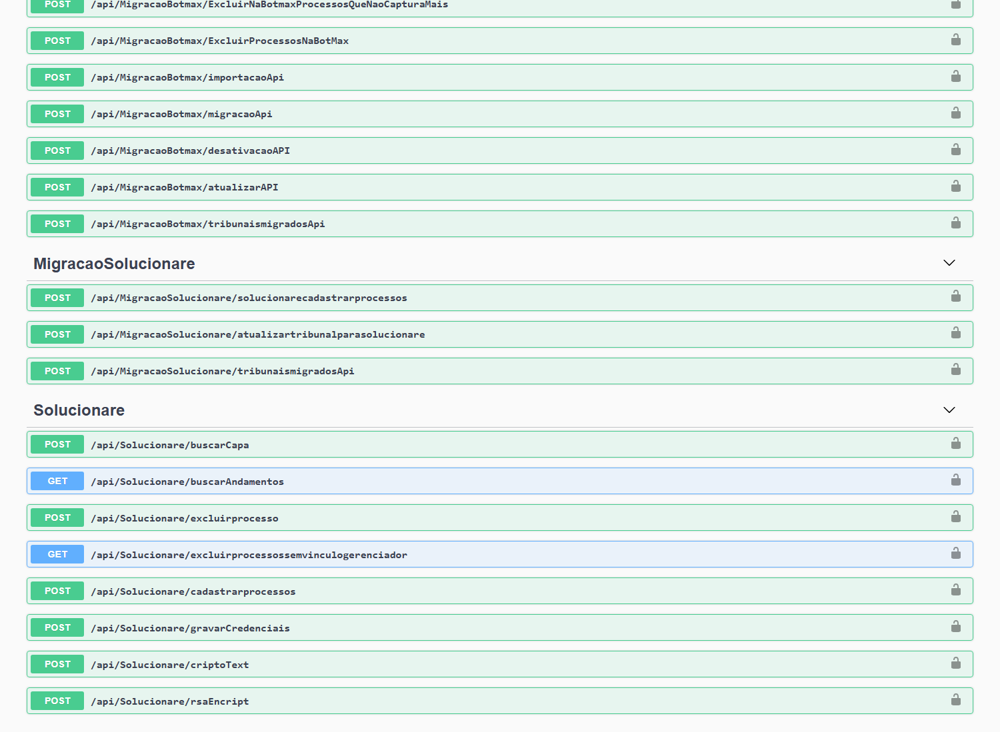 POST /api/MigracaoBotmax/ExcluirNaBotmaxProcessosQueNaoCapturaMais
POST /api/MigracaoBotmax/ExcluirProcessosNaBotMax
POST /api/MigracaoBotmax/importacaoApi
POST /api/MigracaoBotmax/migracaoApi
POST /api/MigracaoBotmax/desativacaoAPI
POST /api/MigracaoBotmax/atualizarAPI
POST /api/MigracaoBotmax/tribunaismigradosApi
MigracaoSolucionare
POST /api/MigracaoSolucionare/solucionarecadastrarprocessos
POST /api/MigracaoSolucionare/atualizartribunalparasolucionare
POST /api/MigracaoSolucionare/tribunaismigradosApi
Solucionare
POST /api/Solucionare/buscarCapa
GET /api/Solucionare/buscarAndamentos
POST /api/Solucionare/excluirprocesso
GET /api/Solucionare/excluirprocessossemvinculogerenciador
POST /api/Solucionare/cadastrarprocessos
POST /api/Solucionare/gravarCredenciais
POST /api/Solucionare/criptoText
POST /api/Solucionare/rsaEncript